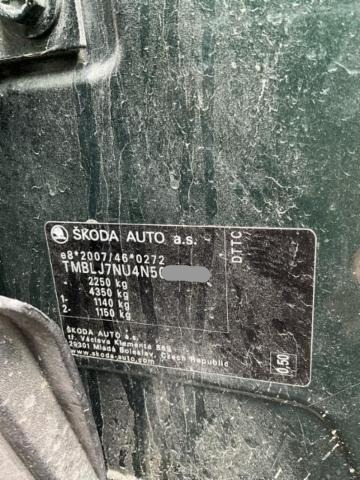 ŠKODA AUTO a.s.
e8*2007/46*0272
TMBLJ7NU4N5
- 2250 kg
- 4350 kg
1- 1140 kg
2- 1150 kg
ŠKODA AUTO a.s.
tř. Václava Klementa 869
29301 Mladá Boleslav, Czech Republic
www.skoda-auto.com
DTTC
0,50